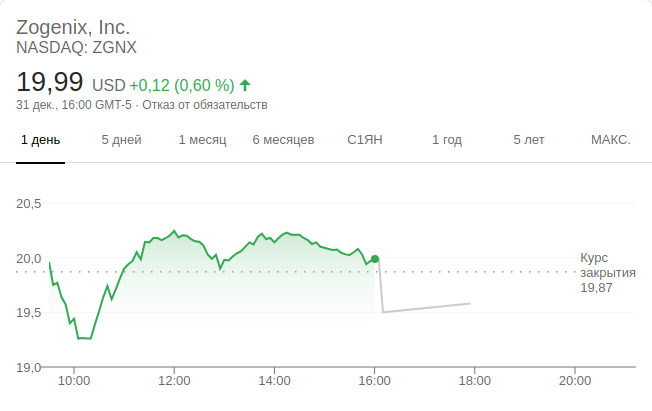 Zogenix, Inc.
NASDAQ: ZGNX
19,99 USD +0,12 (0,60 %)
31 дек., 16:00 GMT-5 · Отказ от обязательств
1 день 5 дней 1 месяц 6 месяцев С1ЯН 1 год 5 лет МАКС.
20,5
20,0
Курс
закрытия
19,87
19,5
19,0
10:00 12:00 14:00 16:00 18:00 20:00